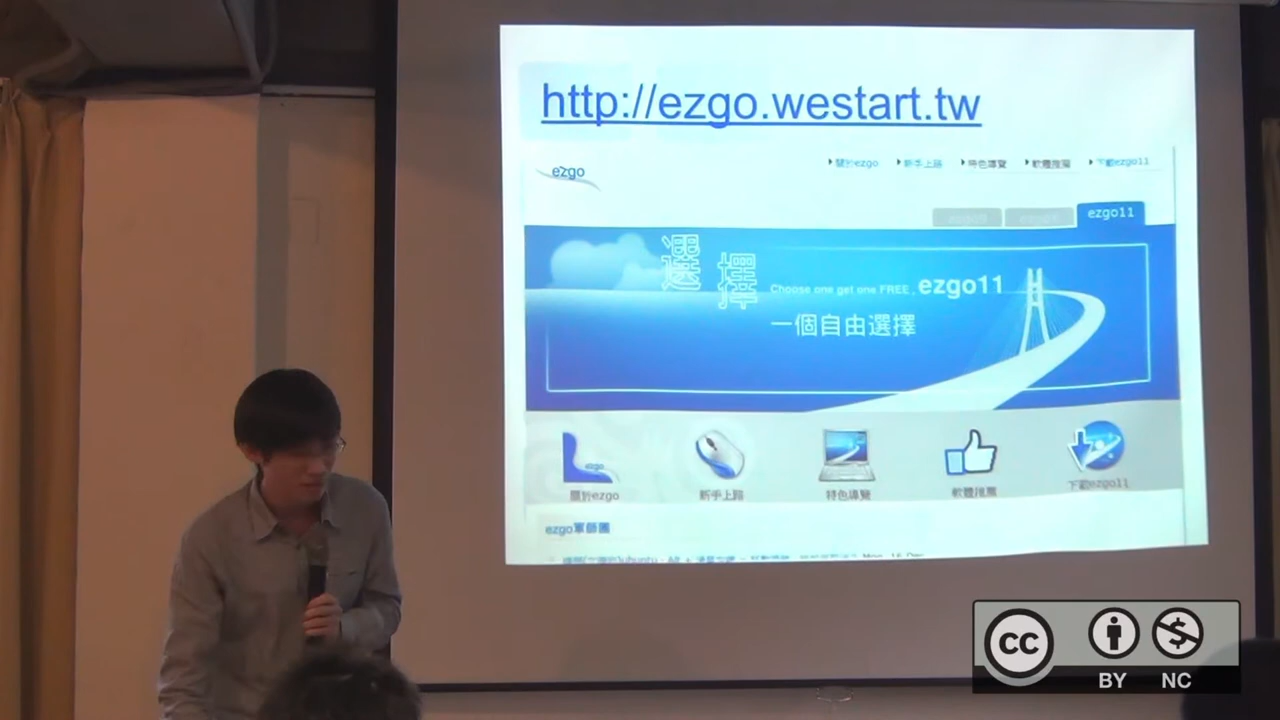 http://ezgo.westart.tw
ezgo
關於ezgo 新手上路 特色導覽 軟體推薦 下載ezgo11
ezgo11
選擇
Choose one get one FREE , ezgo11
一個自由選擇
ezgo
關於ezgo 新手上路 特色導覽 軟體推薦 下載ezgo11
ezgo軍師團
cc
BY NC